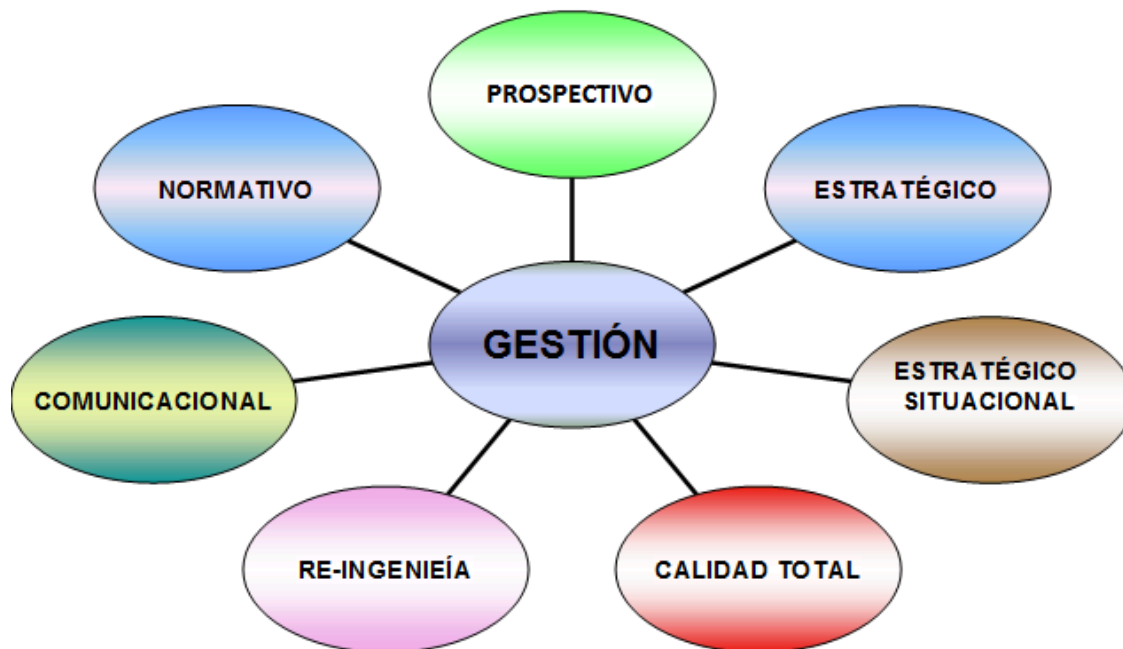 PROSPECTIVO
NORMATIVO
ESTRATÉGICO
GESTIÓN
COMUNICACIONAL
ESTRATÉGICO
SITUACIONAL
RE-INGENIEÍA
CALIDAD TOTAL